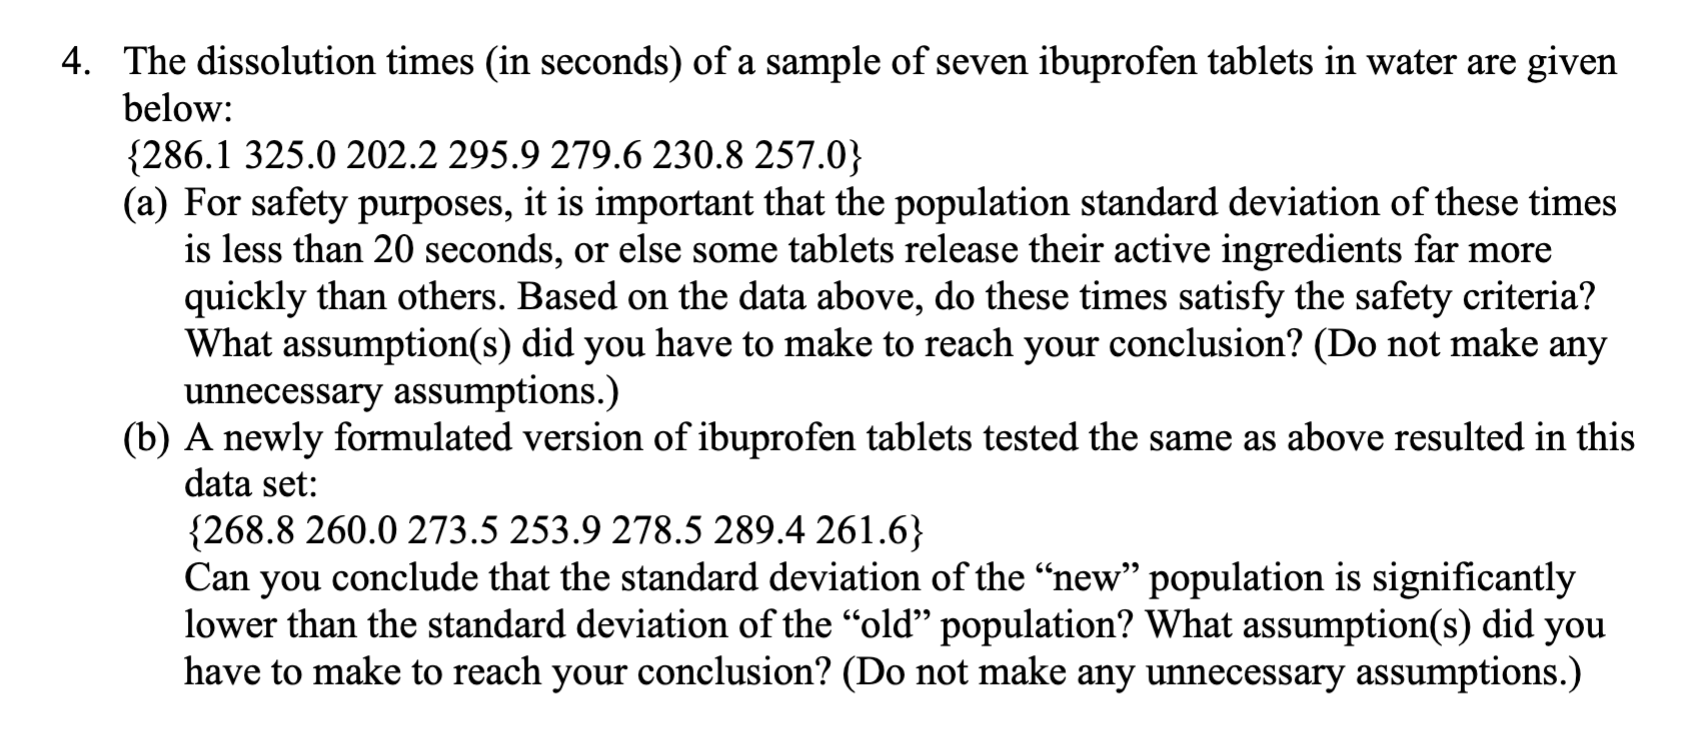 4. The dissolution times (in seconds) of a sample of seven ibuprofen tablets in water are given
below:
{286.1 325.0 202.2 295.9 279.6 230.8 257.0}
(a) For safety purposes, it is important that the population standard deviation of these times
is less than 20 seconds, or else some tablets release their active ingredients far more
quickly than others. Based on the data above, do these times satisfy the safety criteria?
What assumption(s) did you have to make to reach your conclusion? (Do not make any
unnecessary assumptions.)
(b) A newly formulated version of ibuprofen tablets tested the same as above resulted in this
data set:
{268.8 260.0 273.5 253.9 278.5 289.4 261.6}
Can you conclude that the standard deviation of the “new” population is significantly
lower than the standard deviation of the “old” population? What assumption(s) did you
have to make to reach your conclusion? (Do not make any unnecessary assumptions.)